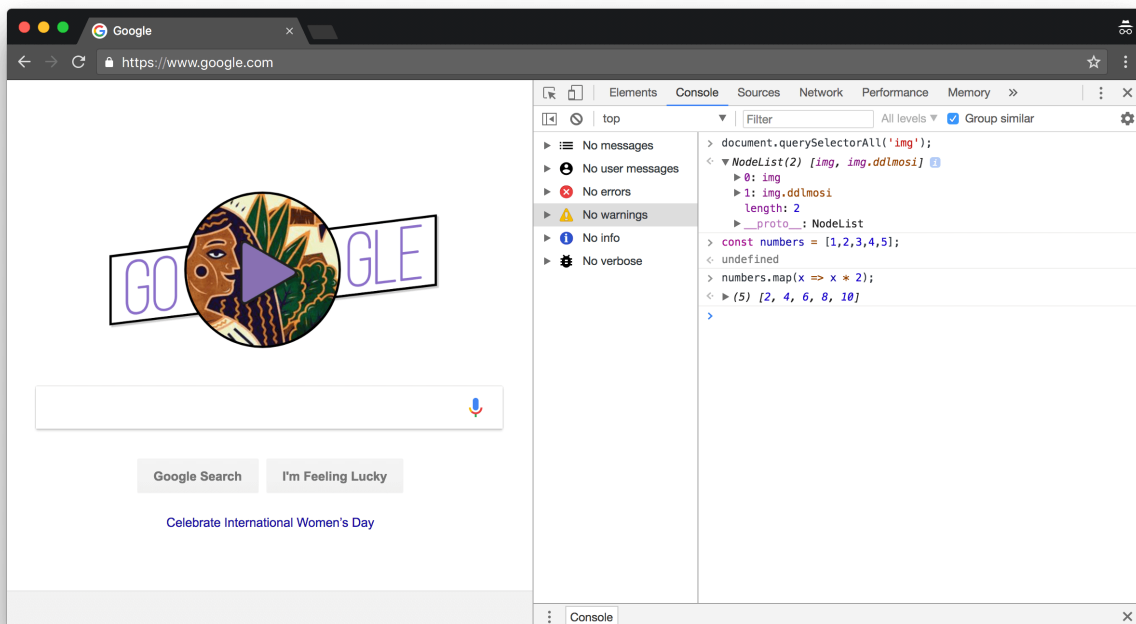 Google
https://www.google.com
GO GLE
Google Search I'm Feeling Lucky
Celebrate International Women's Day
Elements Console Sources Network Performance Memory »
top Filter All levels Group similar
No messages
No user messages
No errors
No warnings
No info
No verbose
> document.querySelectorAll('img');
NodeList(2) [img, img.ddlmosi]
0: img
1: img.ddlmosi
length: 2
__proto__: NodeList
> const numbers = [1,2,3,4,5];
undefined
> numbers.map(x => x * 2);
(5) [2, 4, 6, 8, 10]
>
Console